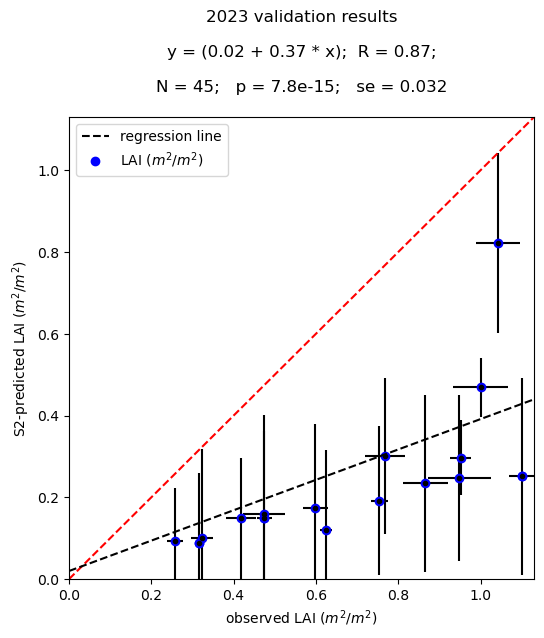 2023 validation results
y = (0.02 + 0.37 * x);  R = 0.87;
N = 45;   p = 7.8e-15;   se = 0.032
regression line
LAI (m²/m²)
S2-predicted LAI (m²/m²)
1.0
0.8
0.6
0.4
0.2
0.0
0.0 0.2 0.4 0.6 0.8 1.0
observed LAI (m²/m²)